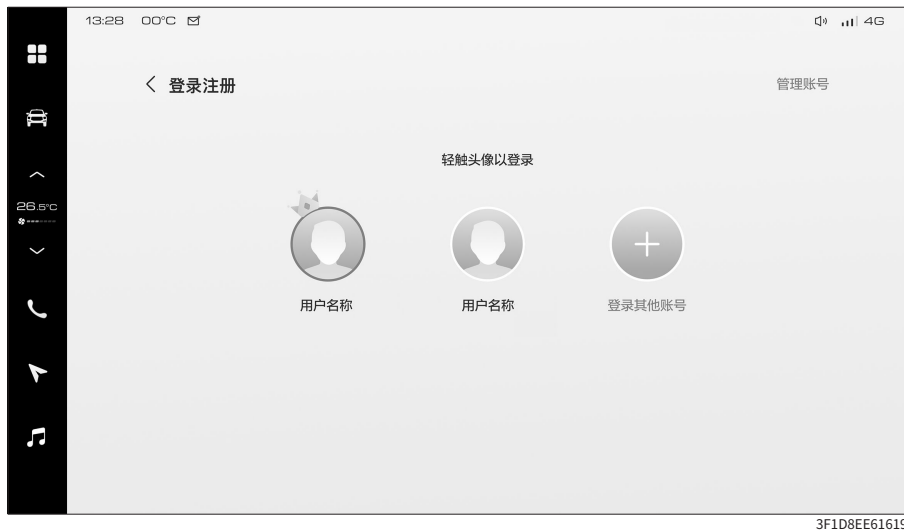 13:28 00°C 4G
登录注册 管理账号
轻触头像以登录
26.5°C
用户名称 用户名称 登录其他账号
3F1D8EE61619